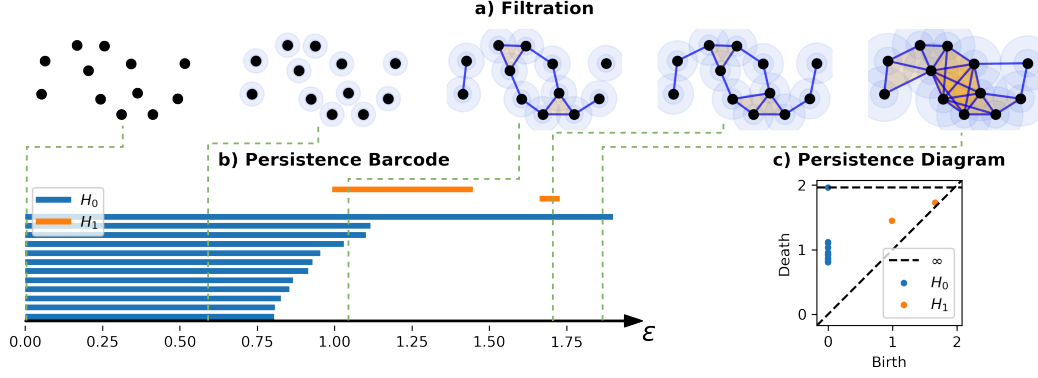 a) Filtration
b) Persistence Barcode
H₀
H₁
0.00 0.25 0.50 0.75 1.00 1.25 1.50 1.75
ε
c) Persistence Diagram
Death
2
1
0
∞
H₀
H₁
0 1 2
Birth